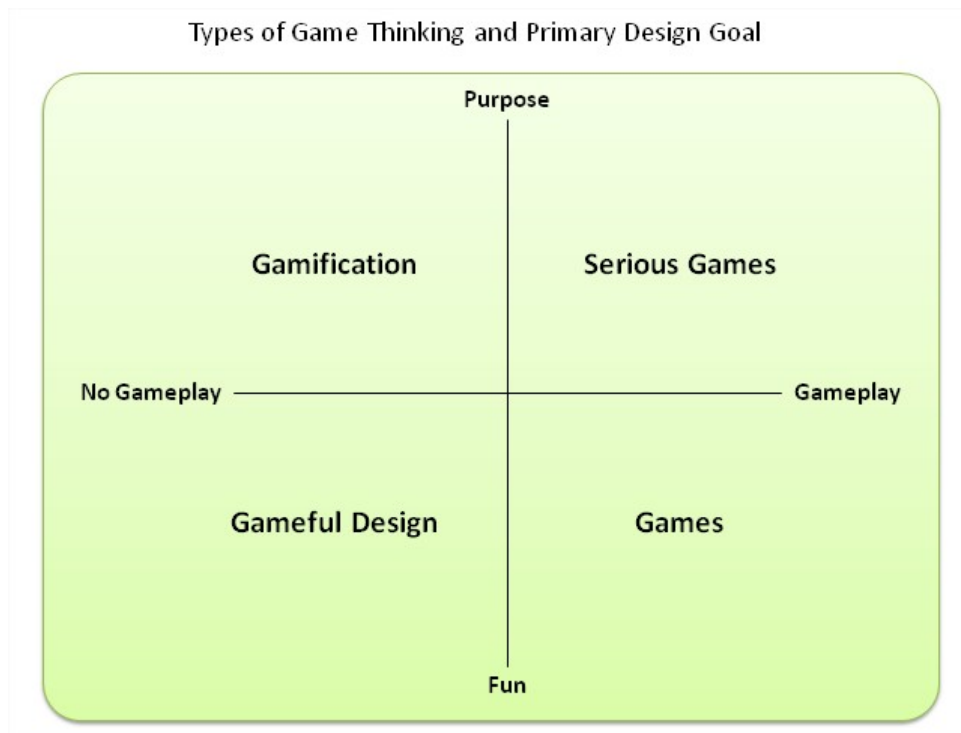 Types of Game Thinking and Primary Design Goal
Purpose
Gamification
Serious Games
No Gameplay
Gameplay
Gameful Design
Games
Fun